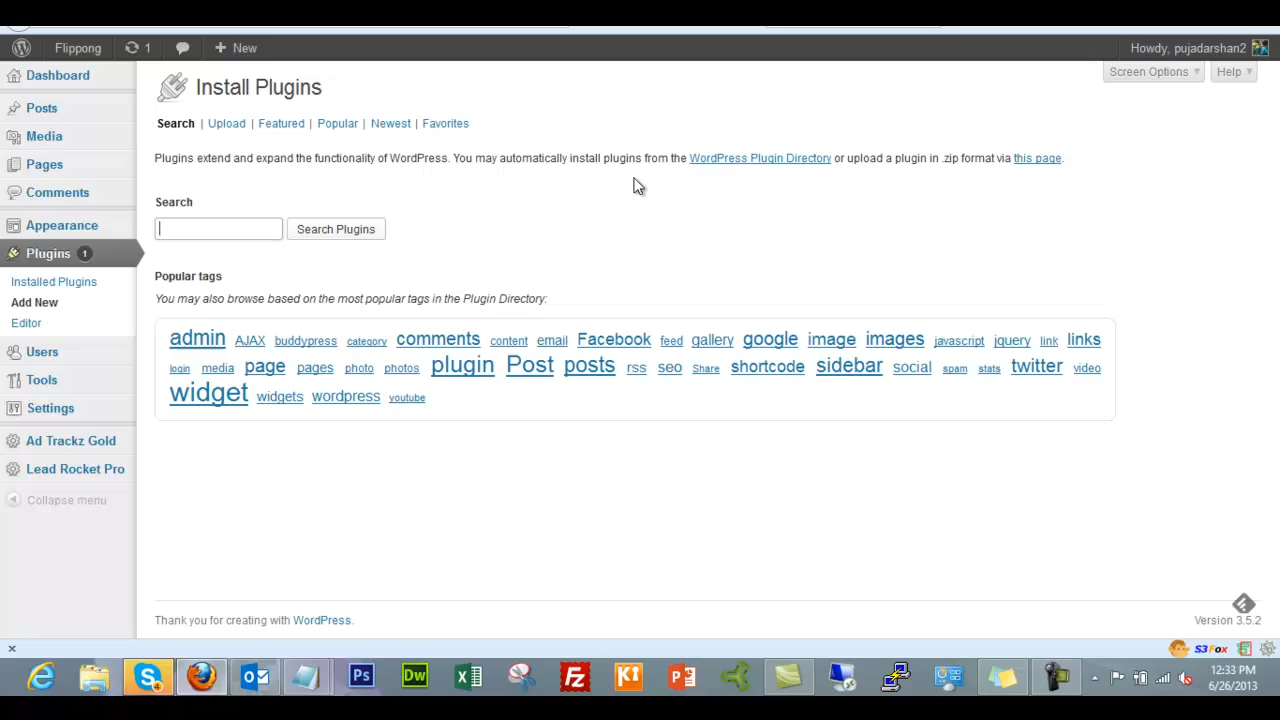 Flippong 1 New Howdy, pujadarshan2
Screen Options Help
Dashboard
Posts
Media
Pages
Comments
Appearance
Plugins 1
Installed Plugins
Add New
Editor
Users
Tools
Settings
Ad Trackz Gold
Lead Rocket Pro
Collapse menu
Install Plugins
Search | Upload | Featured | Popular | Newest | Favorites
Plugins extend and expand the functionality of WordPress. You may automatically install plugins from the WordPress Plugin Directory or upload a plugin in .zip format via this page.
Search
Search Plugins
Popular tags
You may also browse based on the most popular tags in the Plugin Directory:
admin AJAX buddypress category comments content email Facebook feed gallery google image images javascript jquery link links
login media page pages photo photos plugin Post posts rss seo Share shortcode sidebar social spam stats twitter video
widget widgets wordpress youtube
Thank you for creating with WordPress. Version 3.5.2
S3Fox
Ps Dw Fz Ki
12:33 PM
6/26/2013